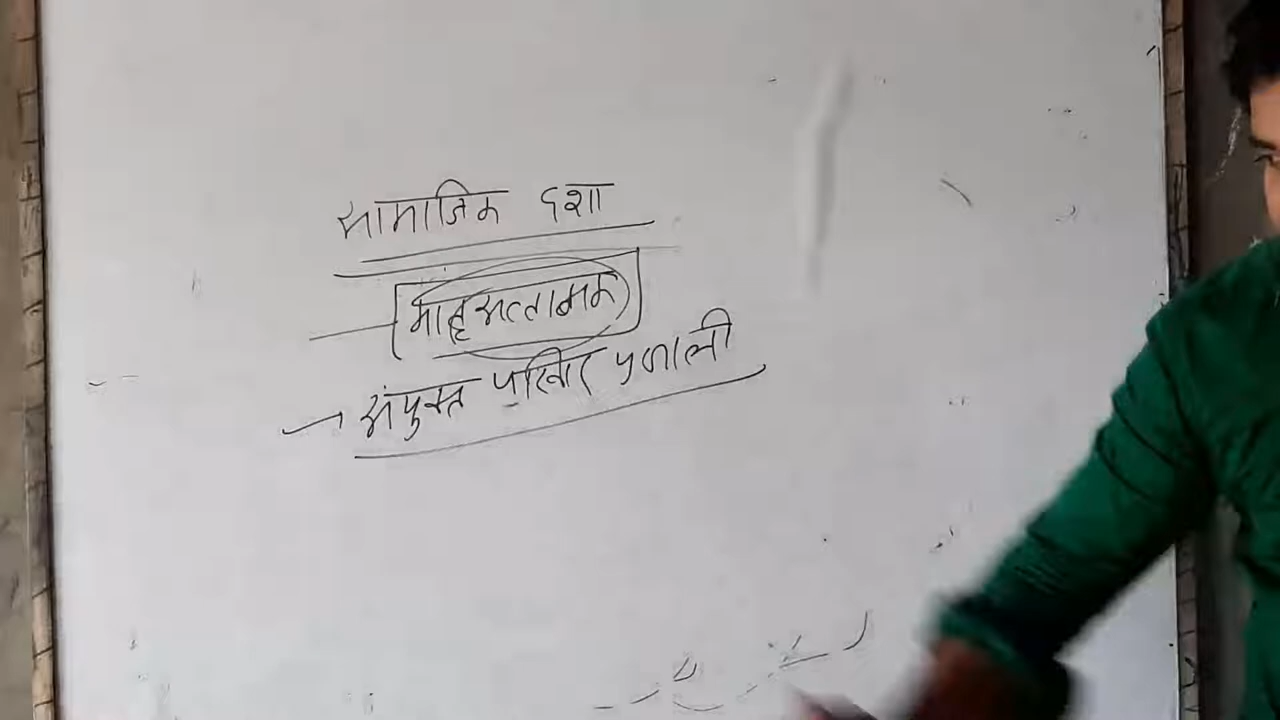 सामाजिक दशा
मातृसत्तामक
संयुक्त परिवार प्रणाली